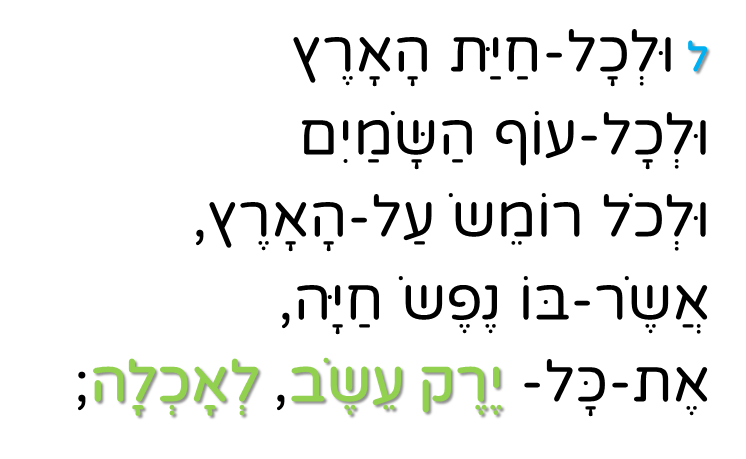 ל וּלְכָל-חַיַּת הָאָרֶץ
וּלְכָל-עוֹף הַשָּׁמַיִם
וּלְכֹל רוֹמֵשׂ עַל-הָאָרֶץ,
אֲשֶׁר-בּוֹ נֶפֶשׁ חַיָּה,
אֶת-כָּל- יֶרֶק עֵשֶׂב, לְאָכְלָה;